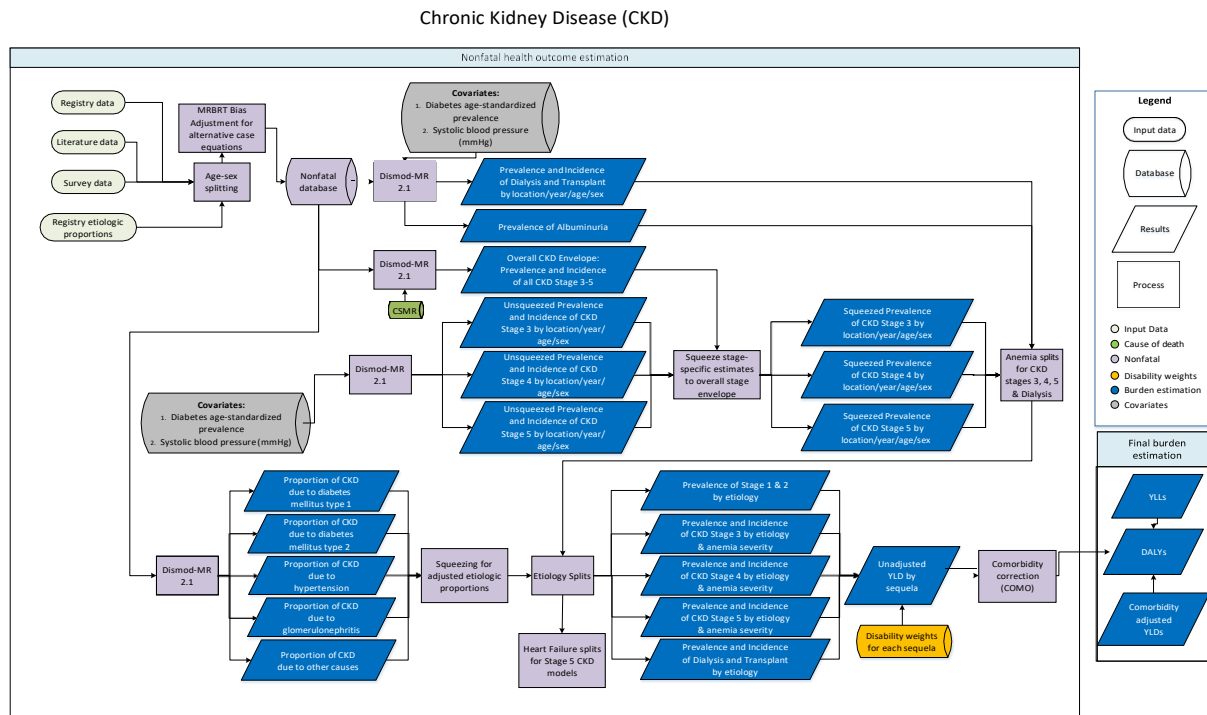 Chronic Kidney Disease (CKD)
Nonfatal health outcome estimation
Registry data
Literature data
Survey data
Registry etiologic
proportions
MRBRT Bias
Adjustment for
alternative case
equations
Age-sex
splitting
Nonfatal
database
Covariates:
1. Diabetes age-standardized
prevalence
2. Systolic blood pressure
(mmHg)
Dismod-MR
2.1
Prevalence and Incidence
of Dialysis and Transplant
by location/year/age/sex
Prevalence of Albuminuria
Dismod-MR
2.1
CSMR
Overall CKD Envelope:
Prevalence and Incidence
of all CKD Stage 3-5
Covariates:
1. Diabetes age-standardized
prevalence
2. Systolic blood pressure (mmHg)
Dismod-MR
2.1
Unsqueezed Prevalence
and Incidence of CKD
Stage 3 by location/year/
age/sex
Unsqueezed Prevalence
and Incidence of CKD
Stage 4 by location/year/
age/sex
Unsqueezed Prevalence
and Incidence of CKD
Stage 5 by location/year/
age/sex
Squeeze stage-
specific estimates
to overall stage
envelope
Squeezed Prevalence
of CKD Stage 3 by
location/year/age/sex
Squeezed Prevalence
of CKD Stage 4 by
location/year/age/sex
Squeezed Prevalence
of CKD Stage 5 by
location/year/age/sex
Anemia splits
for CKD
stages 3, 4, 5
& Dialysis
Dismod-MR
2.1
Proportion of CKD
due to diabetes
mellitus type 1
Proportion of CKD
due to diabetes
mellitus type 2
Proportion of CKD
due to
hypertension
Proportion of CKD
due to
glomerulonephritis
Proportion of CKD
due to other causes
Squeezing for
adjusted etiologic
proportions
Etiology Splits
Heart Failure splits
for Stage 5 CKD
models
Prevalence of Stage 1 & 2
by etiology
Prevalence and Incidence
of CKD Stage 3 by etiology
& anemia severity
Prevalence and Incidence
of CKD Stage 4 by etiology
& anemia severity
Prevalence and Incidence
of CKD Stage 5 by etiology
& anemia severity
Prevalence and Incidence
of Dialysis and Transplant
by etiology
Unadjusted
YLD by
sequela
Disability weights
for each sequela
Comorbidity
correction
(COMO)
Legend
Input data
Database
Results
Process
Input Data
Cause of death
Nonfatal
Disability weights
Burden estimation
Covariates
Final burden
estimation
YLLs
DALYs
Comorbidity
adjusted
YLDs